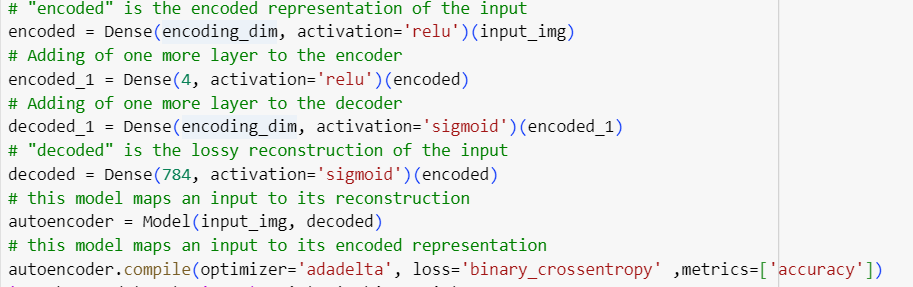 # "encoded" is the encoded representation of the input
encoded = Dense(encoding_dim, activation='relu')(input_img)
# Adding of one more layer to the encoder
encoded_1 = Dense(4, activation='relu')(encoded)
# Adding of one more layer to the decoder
decoded_1 = Dense(encoding_dim, activation='sigmoid')(encoded_1)
# "decoded" is the lossy reconstruction of the input
decoded = Dense(784, activation='sigmoid')(encoded)
# this model maps an input to its reconstruction
autoencoder = Model(input_img, decoded)
# this model maps an input to its encoded representation
autoencoder.compile(optimizer='adadelta', loss='binary_crossentropy' ,metrics=['accuracy'])